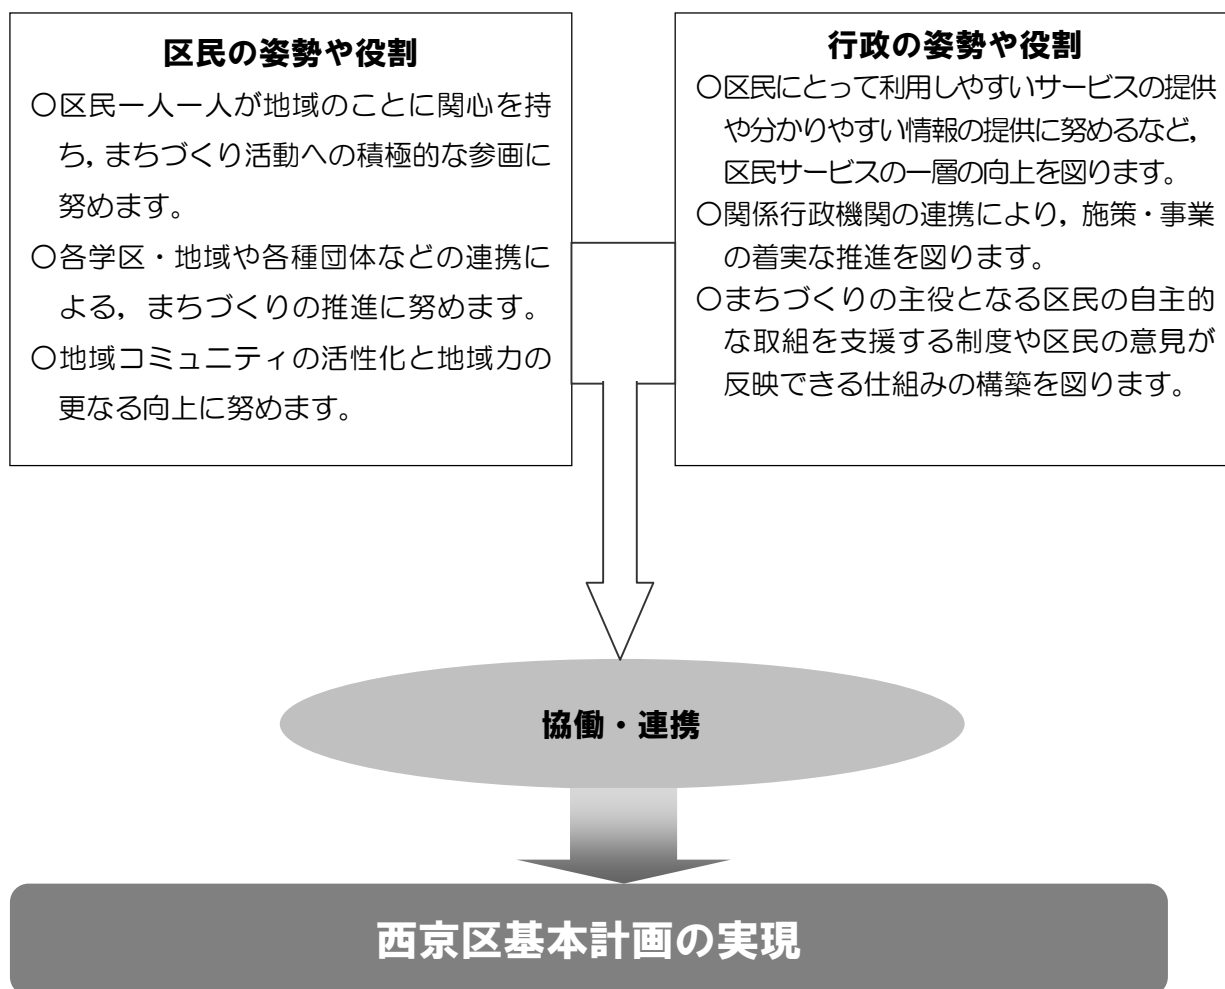 区民の姿勢や役割
○区民一人一人が地域のことに関心を持
ち，まちづくり活動への積極的な参画に
努めます。
○各学区・地域や各種団体などの連携に
よる，まちづくりの推進に努めます。
○地域コミュニティの活性化と地域力の
更なる向上に努めます。
行政の姿勢や役割
○区民にとって利用しやすいサービスの提供
や分かりやすい情報の提供に努めるなど，
区民サービスの一層の向上を図ります。
○関係行政機関の連携により，施策・事業
の着実な推進を図ります。
○まちづくりの主役となる区民の自主的
な取組を支援する制度や区民の意見が
反映できる仕組みの構築を図ります。
協働・連携
西京区基本計画の実現